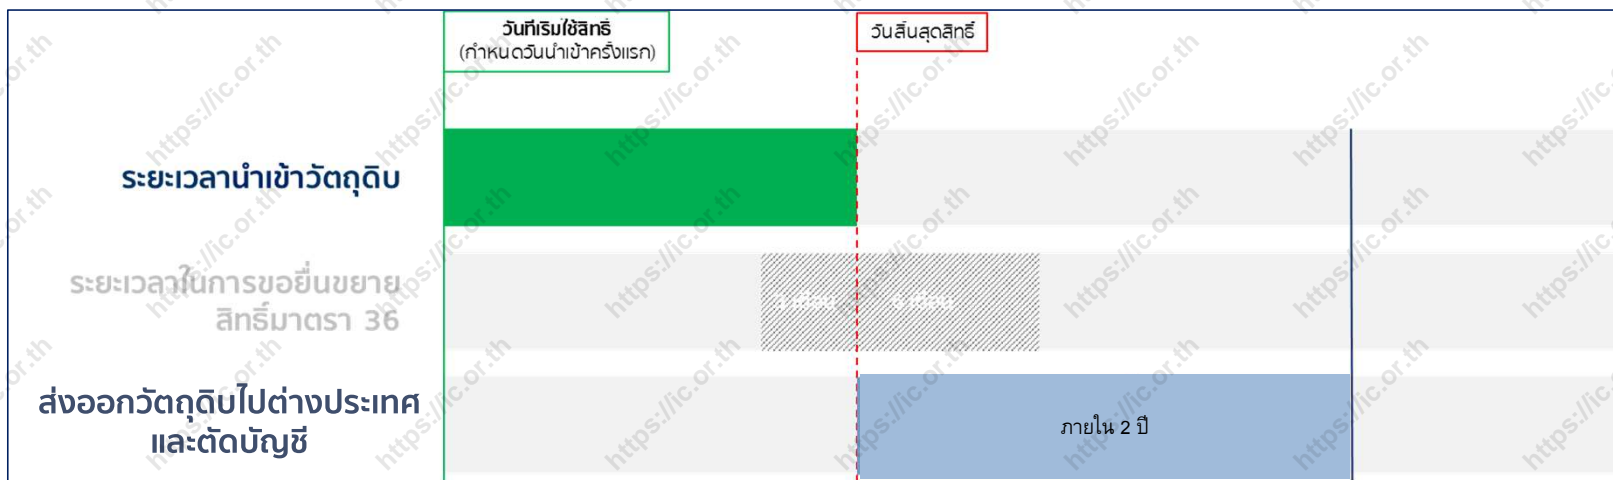 วันที่เริ่มใช้สิทธิ์
(กำหนดวันนำเข้าครั้งแรก)
วันสิ้นสุดสิทธิ์
ระยะเวลานำเข้าวัตถุดิบ
ระยะเวลาในการขอยื่นขยาย
สิทธิ์มาตรา 36
6 เดือน
ส่งออกวัตถุดิบไปต่างประเทศ
และตัดบัญชี
ภายใน 2 ปี
https://ic.or.th